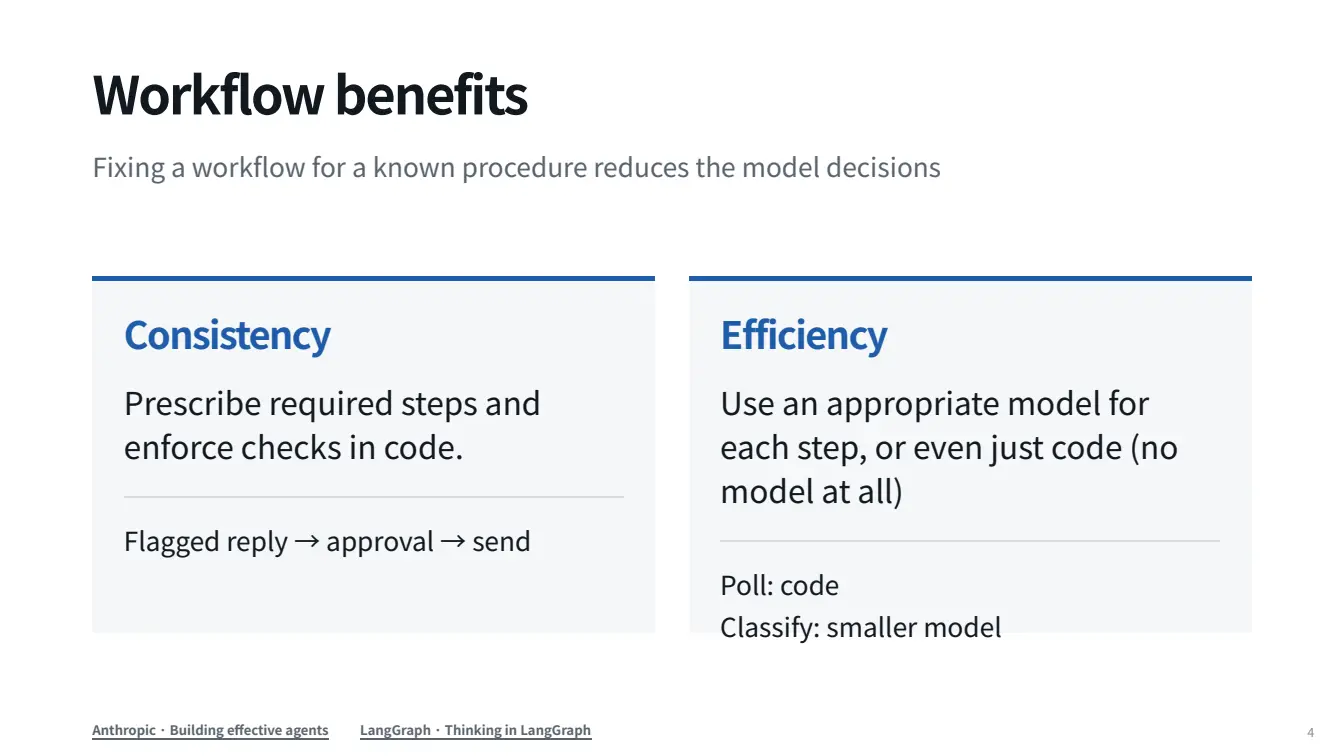 Workflow benefits
Fixing a workflow for a known procedure reduces the model decisions
Consistency
Prescribe required steps and
enforce checks in code.
Flagged reply → approval → send
Efficiency
Use an appropriate model for
each step, or even just code (no
model at all)
Poll: code
Classify: smaller model
Anthropic · Building effective agents
LangGraph · Thinking in LangGraph
4